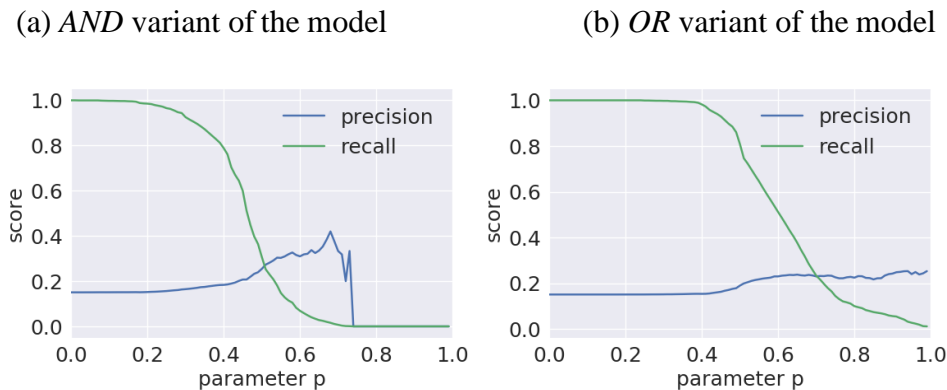 (a) AND variant of the model
(b) OR variant of the model
1.0
0.8
0.6
0.4
0.2
0.0
score
precision
recall
0.0 0.2 0.4 0.6 0.8 1.0
parameter p
1.0
0.8
0.6
0.4
0.2
0.0
score
precision
recall
0.0 0.2 0.4 0.6 0.8 1.0
parameter p